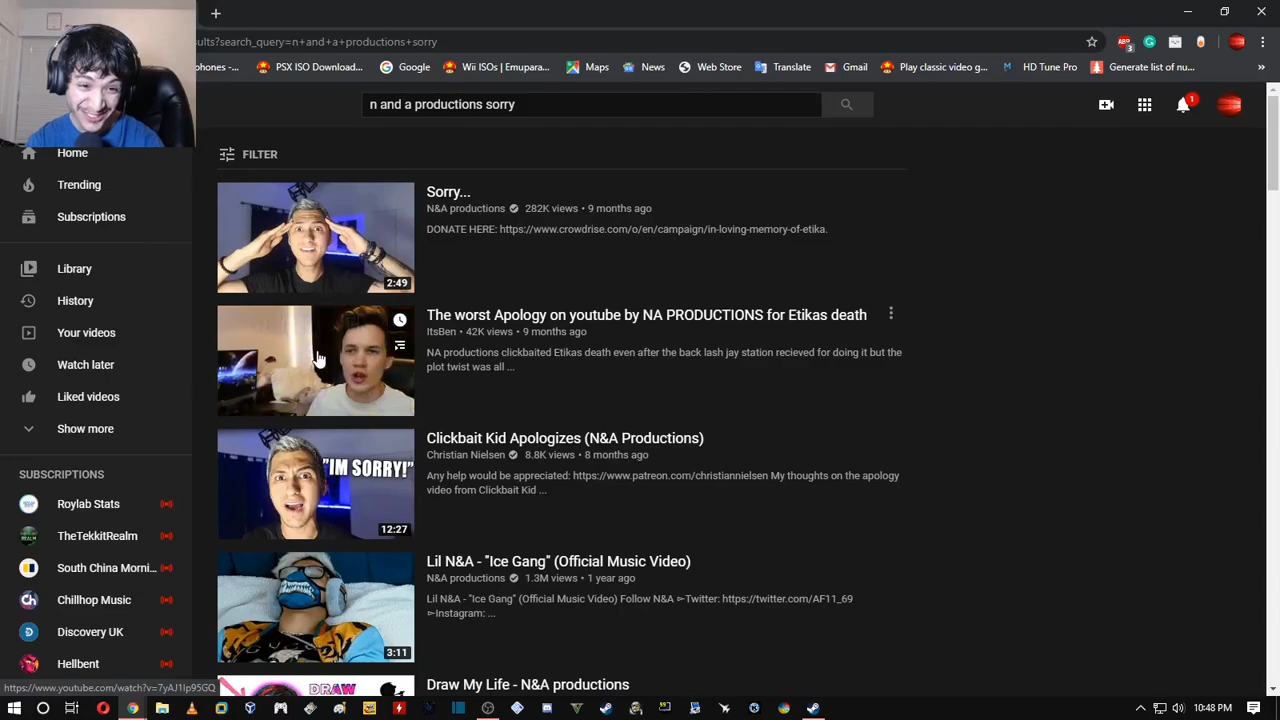 ults?search_query=n+and+a+productions+sorry
phones -...
PSX ISO Download...
Google
Wii ISOs | Emupara...
Maps
News
Web Store
Translate
Gmail
Play classic video g...
HD Tune Pro
Generate list of nu...
»
n and a productions sorry
1
3
Home
Trending
Subscriptions
Library
History
Your videos
Watch later
Liked videos
Show more
SUBSCRIPTIONS
Roylab Stats
TheTekkitRealm
South China Morni...
Chillhop Music
Discovery UK
Hellbent
FILTER
Sorry...
N&A productions 282K views • 9 months ago
DONATE HERE: https://www.crowdrise.com/o/en/campaign/in-loving-memory-of-etika.
2:49
The worst Apology on youtube by NA PRODUCTIONS for Etikas death
ItsBen • 42K views • 9 months ago
NA productions clickbaited Etikas death even after the back lash jay station recieved for doing it but the
plot twist was all ...
Clickbait Kid Apologizes (N&A Productions)
Christian Nielsen 8.8K views • 8 months ago
Any help would be appreciated: https://www.patreon.com/christiannielsen My thoughts on the apology
video from Clickbait Kid ...
"IM SORRY!"
12:27
Lil N&A - "Ice Gang" (Official Music Video)
N&A productions 1.3M views • 1 year ago
Lil N&A - "Ice Gang" (Official Music Video) Follow N&A ➳Twitter: https://twitter.com/AF11_69
➳Instagram: ...
3:11
Draw My Life - N&A productions
DRAW
https://www.youtube.com/watch?v=7yAJ1lp95GQ
10:48 PM